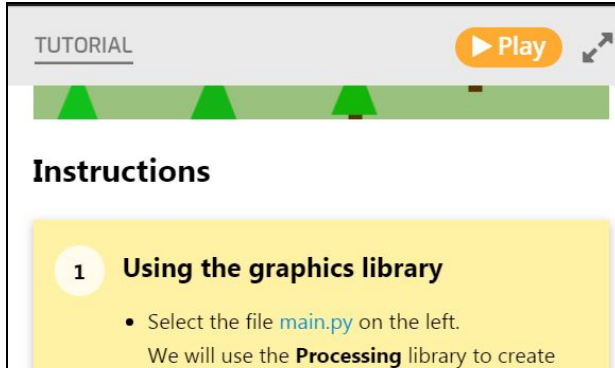 TUTORIAL
Play
Instructions
1
Using the graphics library
Select the file main.py on the left.
We will use the Processing library to create